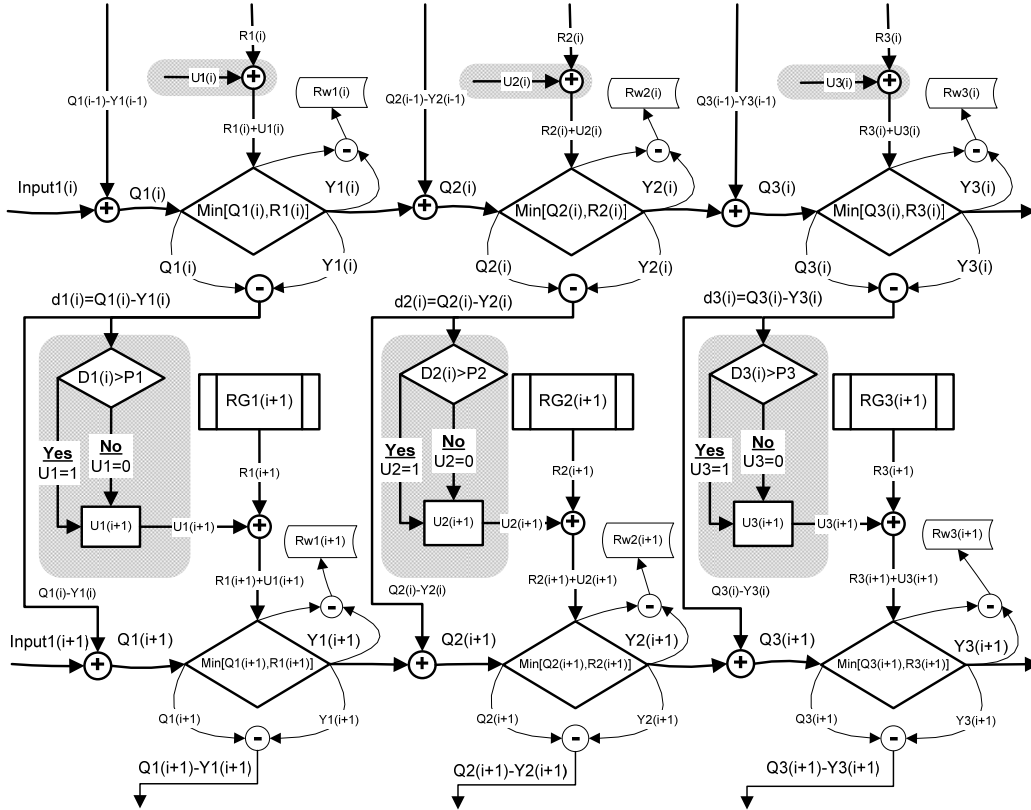 R1(i)
R2(i)
R3(i)
U1(i)
U2(i)
U3(i)
Q1(i-1)-Y1(i-1)
Rw1(i)
Q2(i-1)-Y2(i-1)
Rw2(i)
Q3(i-1)-Y3(i-1)
Rw3(i)
R1(i)+U1(i)
R2(i)+U2(i)
R3(i)+U3(i)
Input1(i)
Q1(i)
Y1(i)
Q2(i)
Y2(i)
Q3(i)
Y3(i)
Min[Q1(i),R1(i)]
Min[Q2(i),R2(i)]
Min[Q3(i),R3(i)]
Q1(i)
Y1(i)
Q2(i)
Y2(i)
Q3(i)
Y3(i)
d1(i)=Q1(i)-Y1(i)
d2(i)=Q2(i)-Y2(i)
d3(i)=Q3(i)-Y3(i)
D1(i)>P1
D2(i)>P2
D3(i)>P3
RG1(i+1)
RG2(i+1)
RG3(i+1)
Yes
U1=1
No
U1=0
Yes
U2=1
No
U2=0
Yes
U3=1
No
U3=0
R1(i+1)
R2(i+1)
R3(i+1)
U1(i+1)
U1(i+1)
U2(i+1)
U2(i+1)
U3(i+1)
U3(i+1)
Rw1(i+1)
Rw2(i+1)
Rw3(i+1)
Q1(i)-Y1(i)
R1(i+1)+U1(i+1)
Q2(i)-Y2(i)
R2(i+1)+U2(i+1)
Q3(i)-Y3(i)
R3(i+1)+U3(i+1)
Input1(i+1)
Q1(i+1)
Y1(i+1)
Q2(i+1)
Y2(i+1)
Q3(i+1)
Y3(i+1)
Min[Q1(i+1),R1(i+1)]
Min[Q2(i+1),R2(i+1)]
Min[Q3(i+1),R3(i+1)]
Q1(i+1)
Y1(i+1)
Q2(i+1)
Y2(i+1)
Q3(i+1)
Y3(i+1)
Q1(i+1)-Y1(i+1)
Q2(i+1)-Y2(i+1)
Q3(i+1)-Y3(i+1)